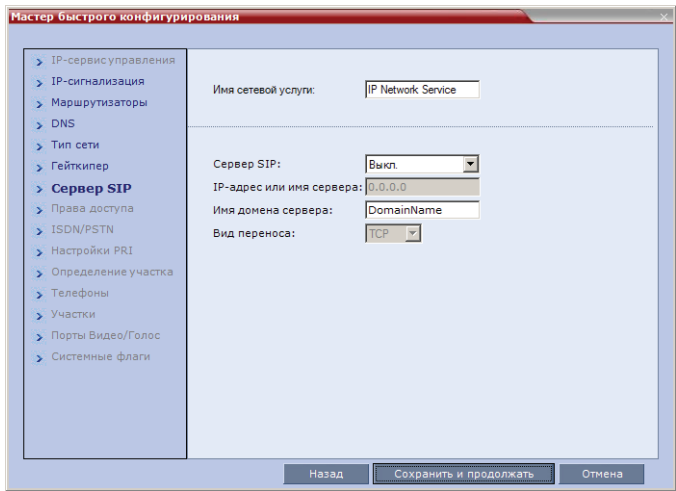 Мастер быстрого конфигурирования
IP-сервис управления
IP-сигнализация
Маршрутизаторы
DNS
Тип сети
Гейткипер
Сервер SIP
Права доступа
ISDN/PSTN
Настройки PRI
Определение участка
Телефоны
Участки
Порты Видео/Голос
Системные флаги
Имя сетевой услуги: IP Network Service
Сервер SIP: Выкл.
IP-адрес или имя сервера: 0.0.0.0
Имя домена сервера: DomainName
Вид переноса: TCP
Назад Сохранить и продолжать Отмена